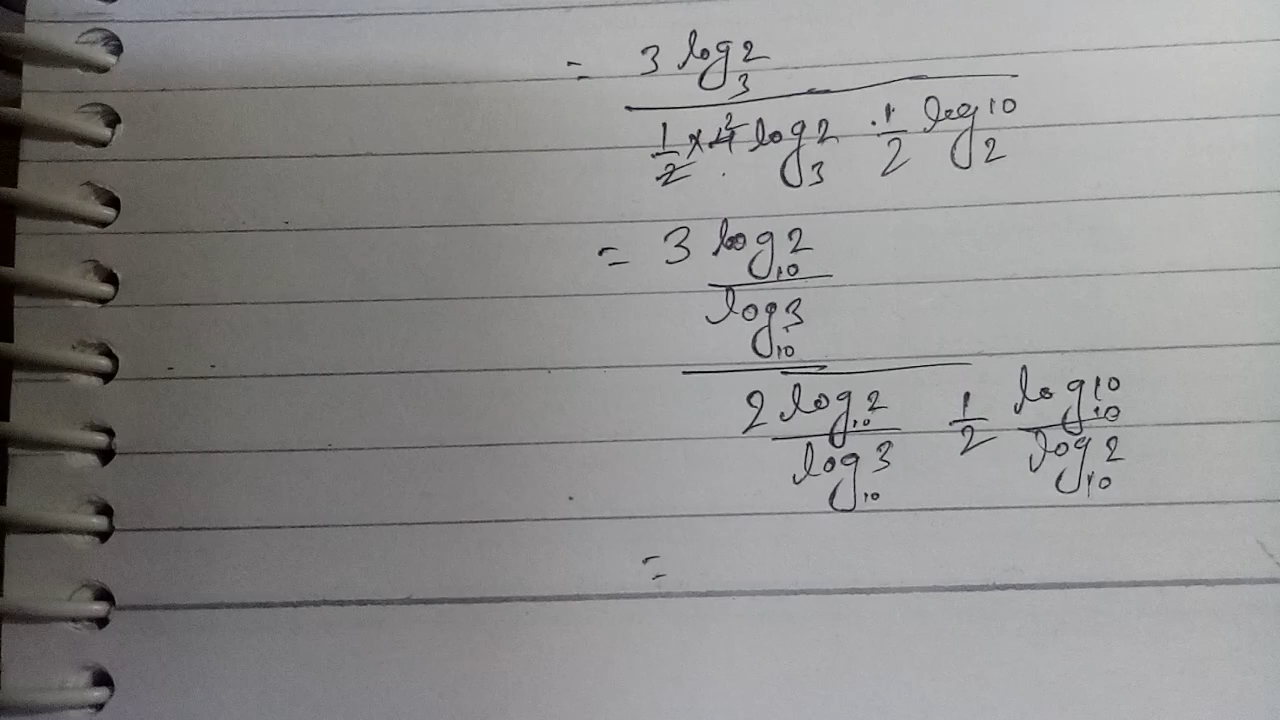 = 3 log₃2
1/2 × 4 2 log₃2 · 1/2 log₂10
= 3 log₁₀2
log₁₀3
2 log₁₀2 1/2 log₁₀10
log₁₀3 log₁₀2
=